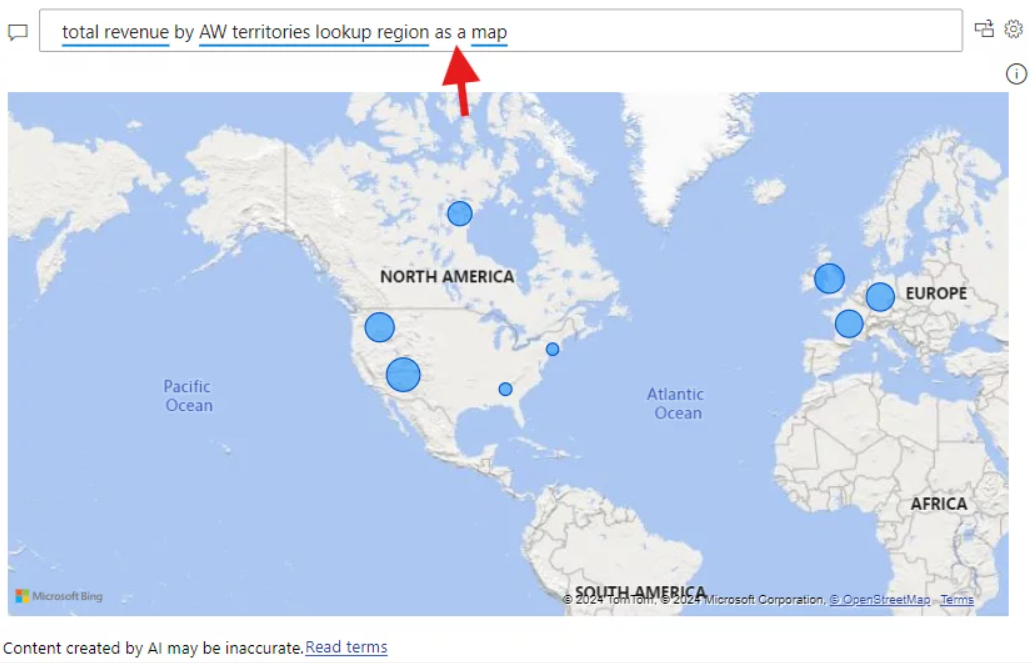 total revenue by AW territories lookup region as a map
NORTH AMERICA
EUROPE
Pacific
Ocean
Atlantic
Ocean
AFRICA
SOUTH AMERICA
Microsoft Bing
© 2024 TomTom, © 2024 Microsoft Corporation, © OpenStreetMap Terms
Content created by AI may be inaccurate. Read terms